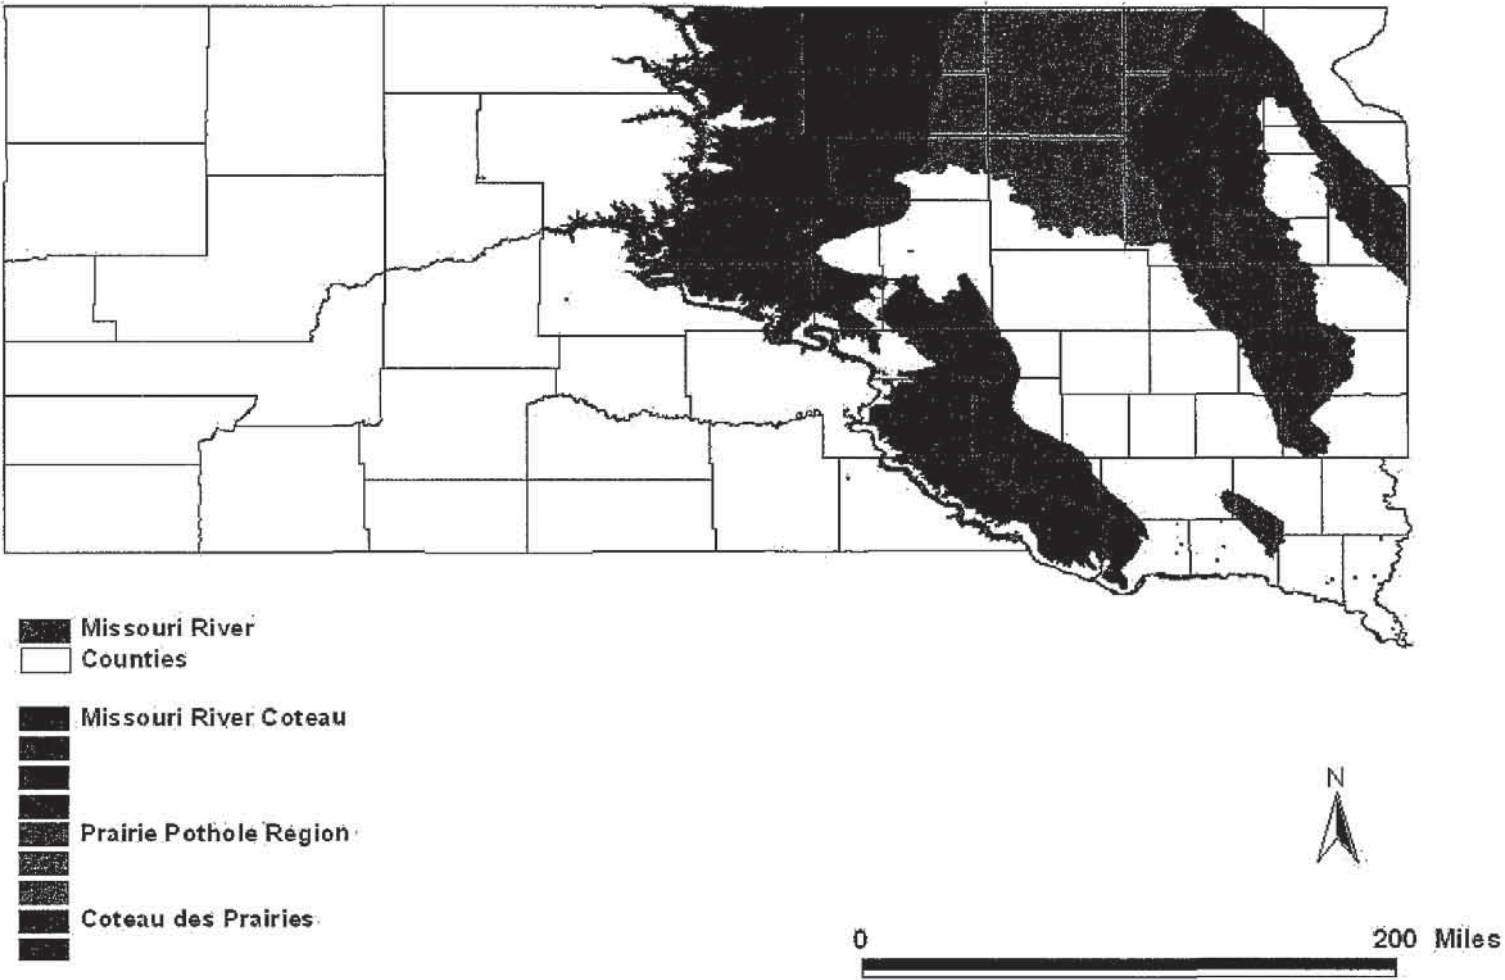 Missouri River
Counties
Missouri River Coteau
Prairie Pothole Region
Coteau des Prairies
N
0 200 Miles